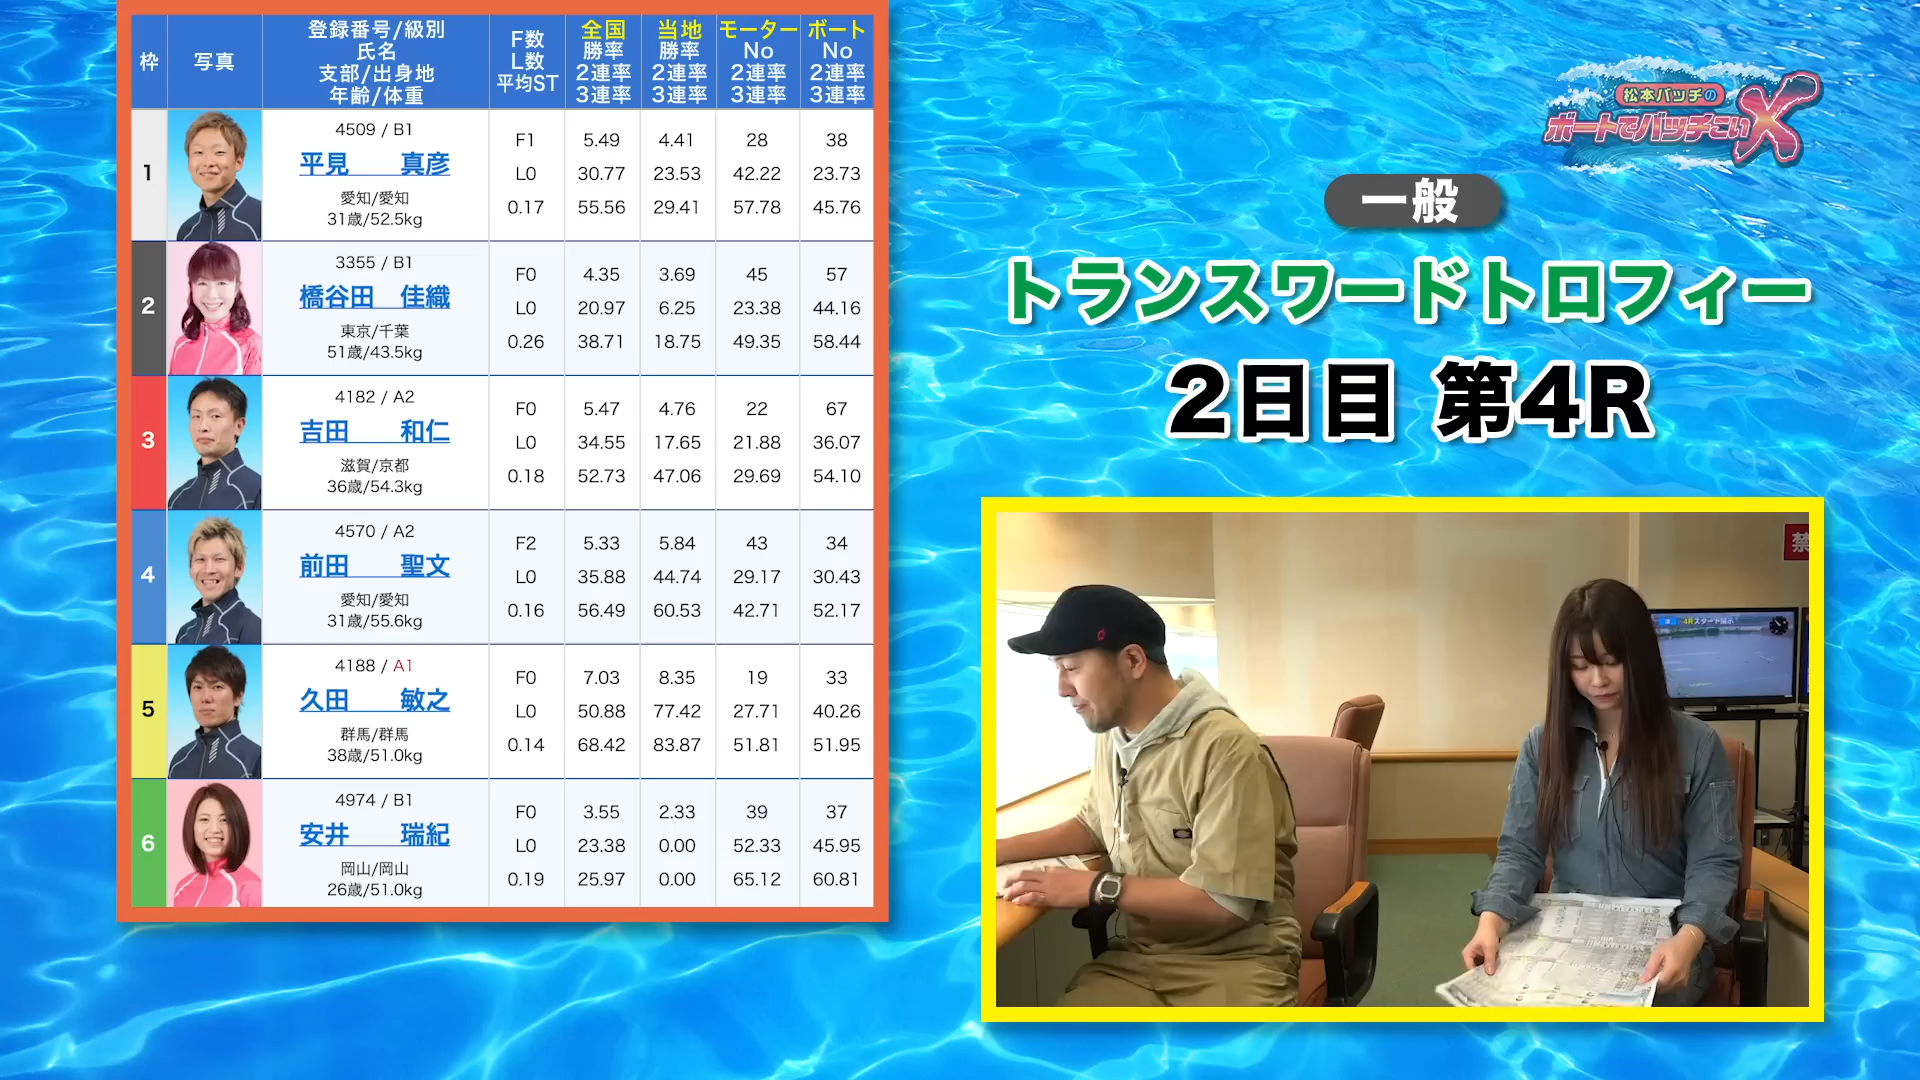 枠
写真
登録番号/級別
氏名
支部/出身地
年齢/体重
F数
L数
平均ST
全国
勝率
2連率
3連率
当地
勝率
2連率
3連率
モーター
No
2連率
3連率
ボート
No
2連率
3連率
1
4509 / B1
平見 真彦
愛知/愛知
31歳/52.5kg
F1 5.49 4.41 28 38
L0 30.77 23.53 42.22 23.73
0.17 55.56 29.41 57.78 45.76
2
3355 / B1
橋谷田 佳織
東京/千葉
51歳/43.5kg
F0 4.35 3.69 45 57
L0 20.97 6.25 23.38 44.16
0.26 38.71 18.75 49.35 58.44
3
4182 / A2
吉田 和仁
滋賀/京都
36歳/54.3kg
F0 5.47 4.76 22 67
L0 34.55 17.65 21.88 36.07
0.18 52.73 47.06 29.69 54.10
4
4570 / A2
前田 聖文
愛知/愛知
31歳/55.6kg
F2 5.33 5.84 43 34
L0 35.88 44.74 29.17 30.43
0.16 56.49 60.53 42.71 52.17
5
4188 / A1
久田 敏之
群馬/群馬
38歳/51.0kg
F0 7.03 8.35 19 33
L0 50.88 77.42 27.71 40.26
0.14 68.42 83.87 51.81 51.95
6
4974 / B1
安井 瑞紀
岡山/岡山
26歳/51.0kg
F0 3.55 2.33 39 37
L0 23.38 0.00 52.33 45.95
0.19 25.97 0.00 65.12 60.81
松本バッチの
ボートでバッチこいX
一般
トランスワードトロフィー
2日目 第4R
禁
4Rスタート展示